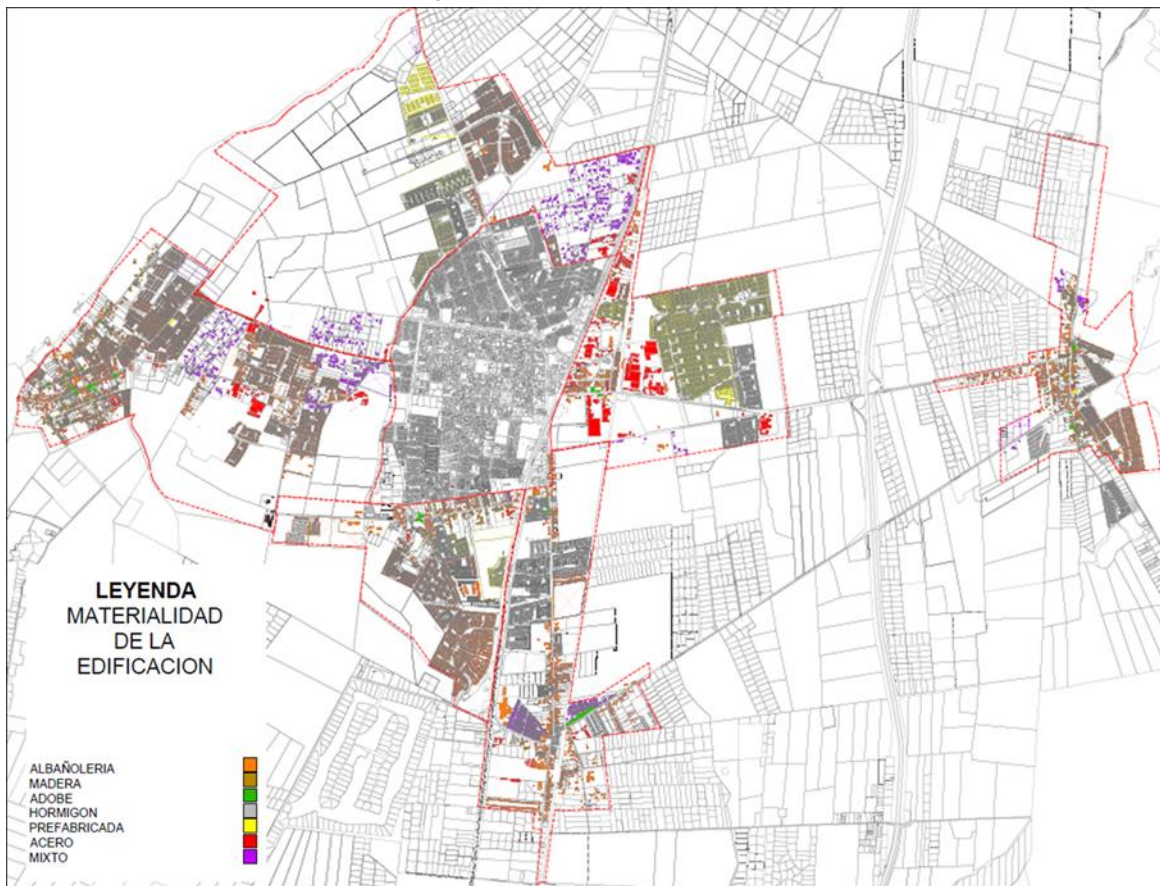 LEYENDA
MATERIALIDAD
DE LA
EDIFICACION
ALBAÑOLERIA
MADERA
ADOBE
HORMIGON
PREFABRICADA
ACERO
MIXTO